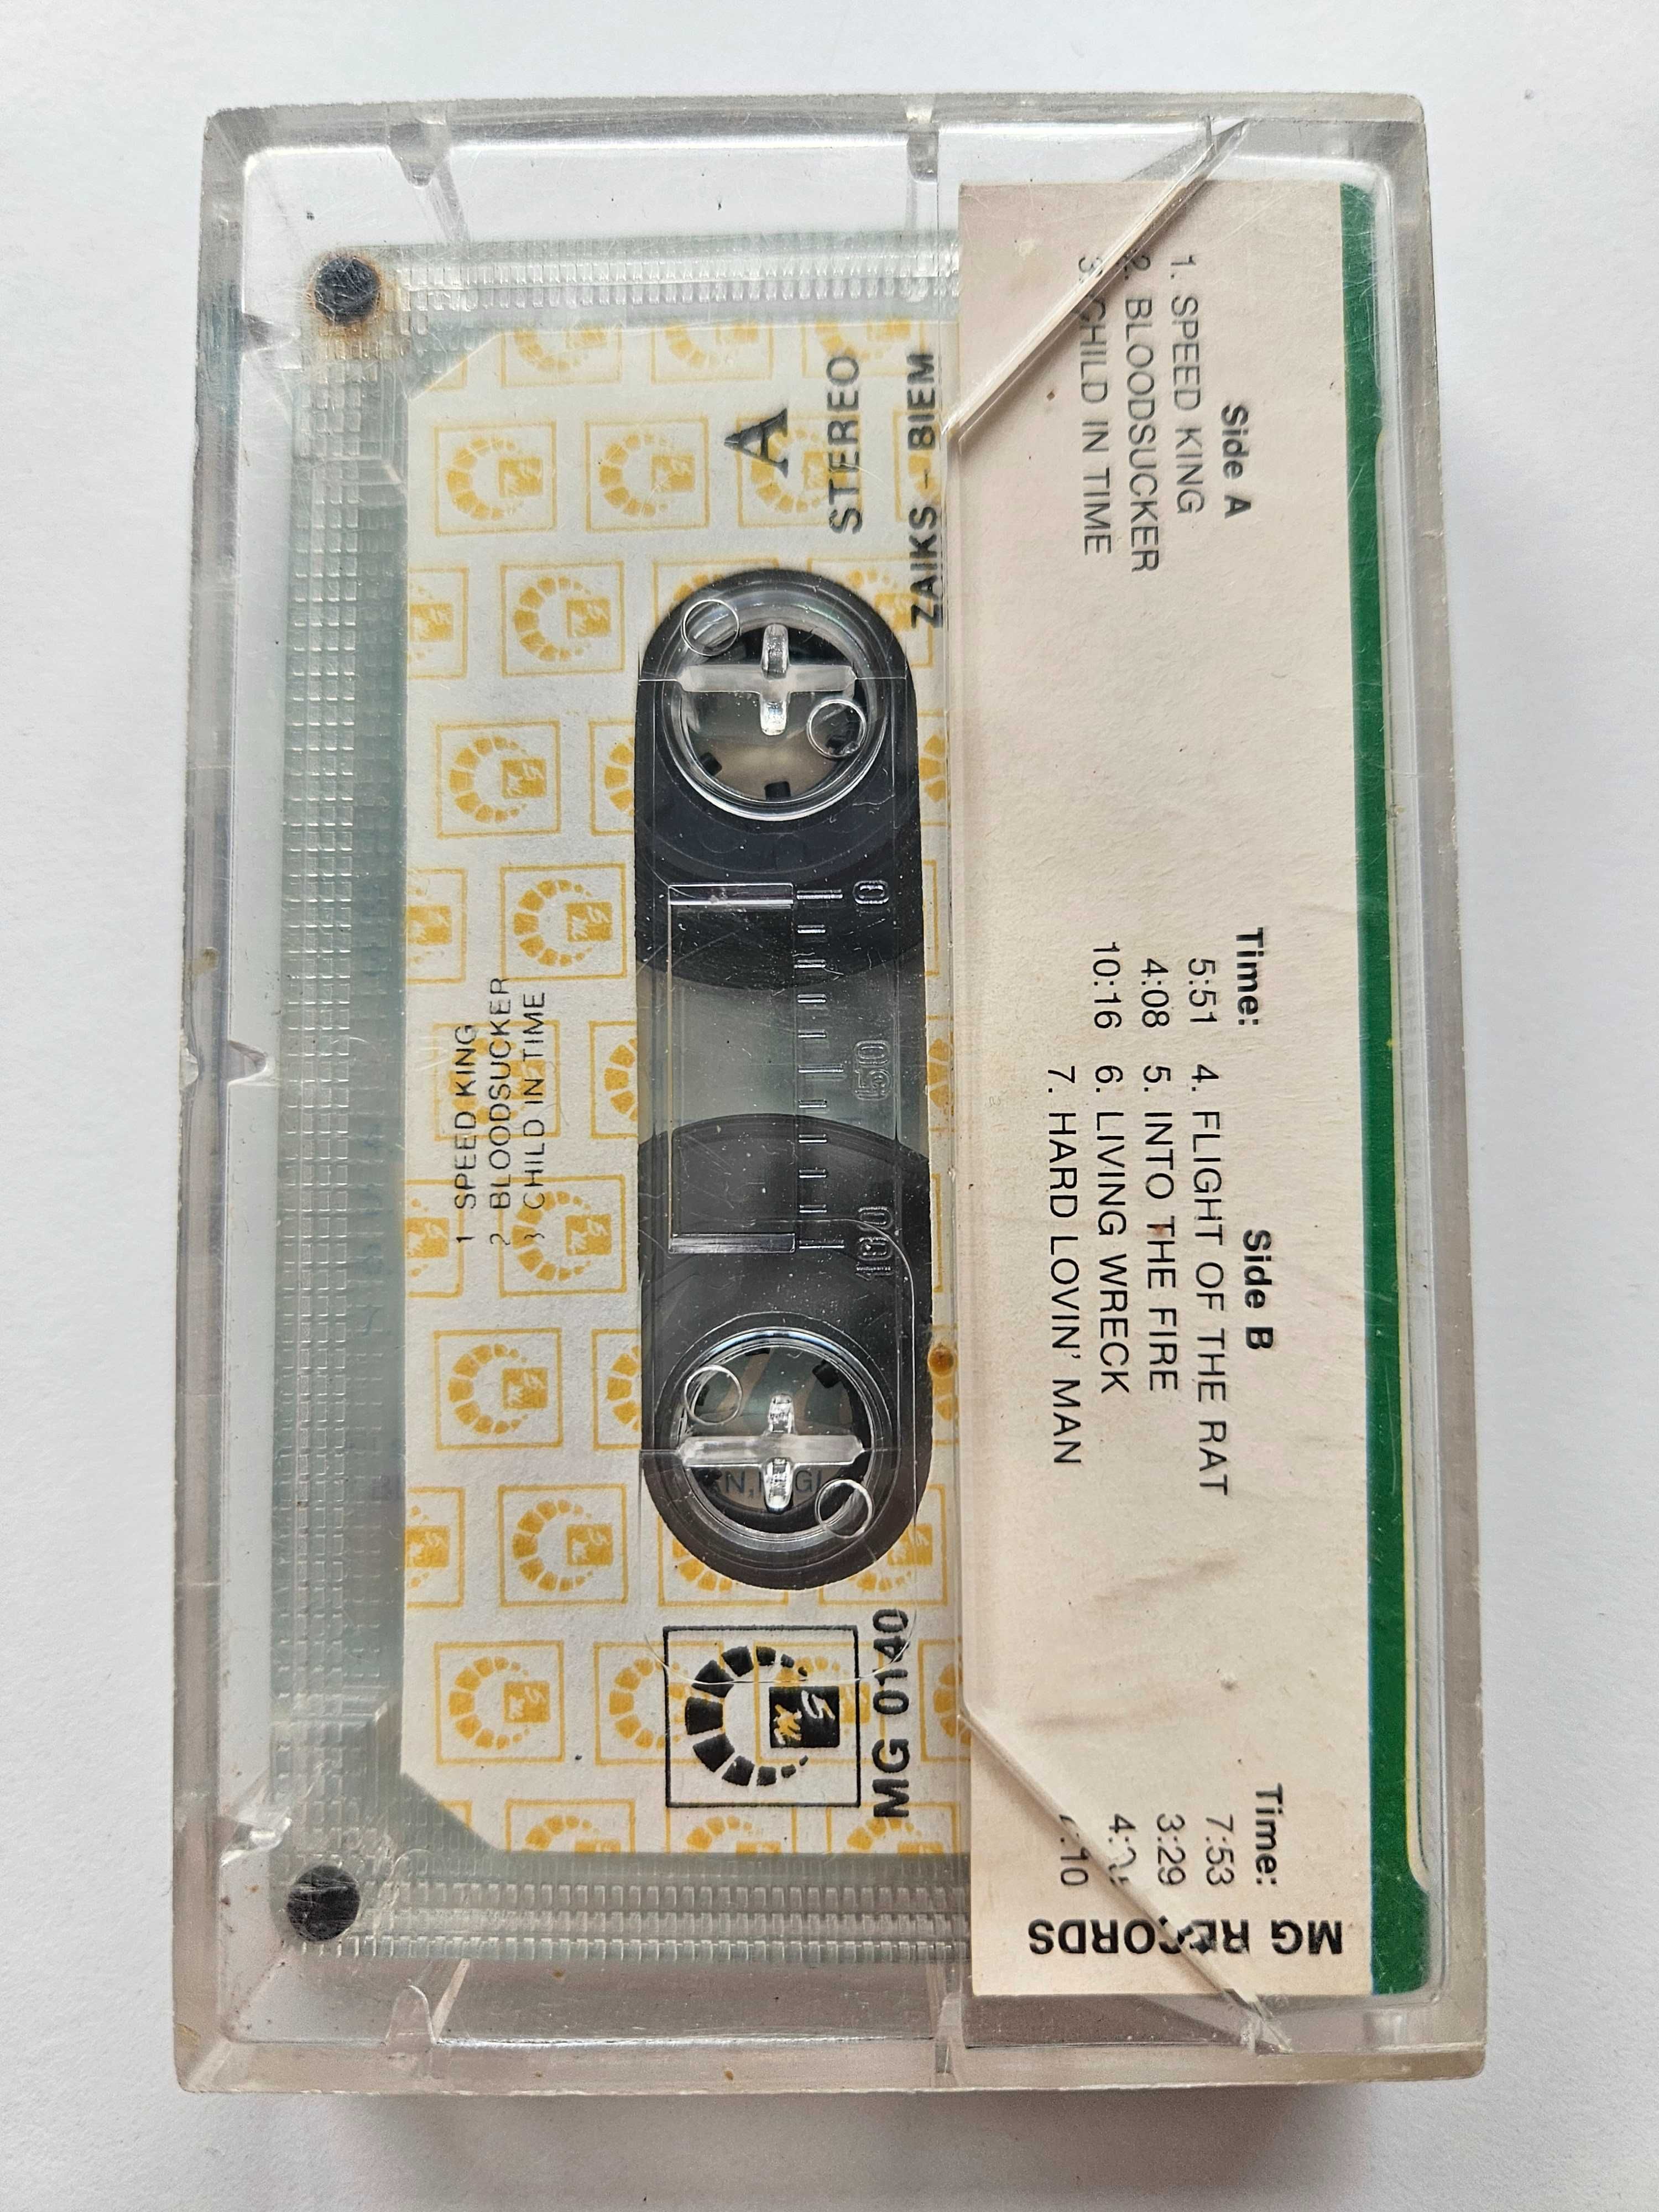 Side A
1. SPEED KING
2. BLOODSUCKER
3. CHILD IN TIME
Time:
5:51
4:08
10:16
Side B
4. FLIGHT OF THE RAT
5. INTO THE FIRE
6. LIVING WRECK
7. HARD LOVIN' MAN
Time:
7:53
3:29
:10
MG RECORDS
A
STEREO
ZAIKS - BIEM
0
50
100
MG 0140
1 SPEED KING
2 BLOODSUCKER
3 CHILD IN TIME